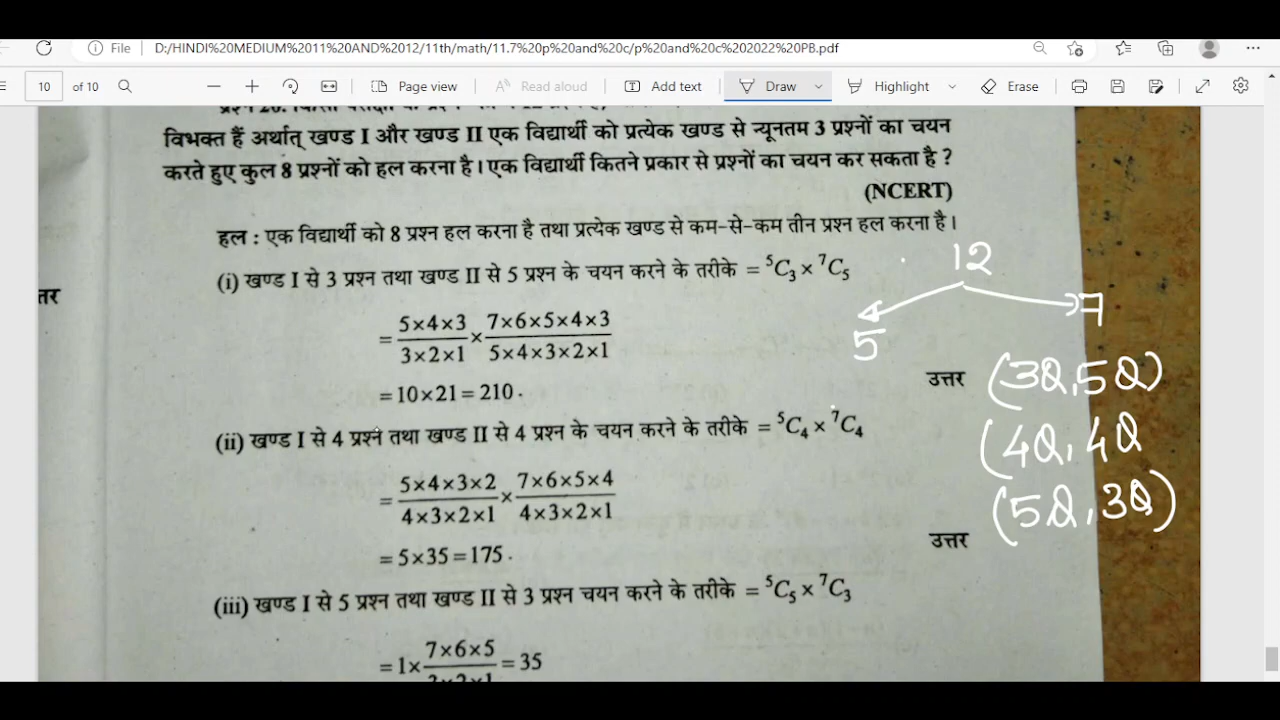 File D:/HINDI%20MEDIUM%2011%20AND%2012/11th/math/11.7%20p%20and%20c/p%20and%20c%202022%20PB.pdf
10 of 10 Page view Read aloud Add text Draw Highlight Erase
विभक्त हैं अर्थात् खण्ड I और खण्ड II एक विद्यार्थी को प्रत्येक खण्ड से न्यूनतम 3 प्रश्नों का चयन
करते हुए कुल 8 प्रश्नों को हल करना है। एक विद्यार्थी कितने प्रकार से प्रश्नों का चयन कर सकता है ?
(NCERT)
हल : एक विद्यार्थी को 8 प्रश्न हल करना है तथा प्रत्येक खण्ड से कम-से-कम तीन प्रश्न हल करना है।
12
(i) खण्ड I से 3 प्रश्न तथा खण्ड II से 5 प्रश्न के चयन करने के तरीके = ⁵C₃ × ⁷C₅
तर
5 7
= 5×4×3 / 3×2×1 × 7×6×5×4×3 / 5×4×3×2×1
= 10×21 = 210.
उत्तर (3Q,5Q)
(ii) खण्ड I से 4 प्रश्न तथा खण्ड II से 4 प्रश्न के चयन करने के तरीके = ⁵C₄ × ⁷C₄
(4Q, 4Q
= 5×4×3×2 / 4×3×2×1 × 7×6×5×4 / 4×3×2×1
(5Q,3Q)
= 5×35 = 175.
उत्तर
(iii) खण्ड I से 5 प्रश्न तथा खण्ड II से 3 प्रश्न चयन करने के तरीके = ⁵C₅ × ⁷C₃
= 1× 7×6×5 / 3×2×1 = 35